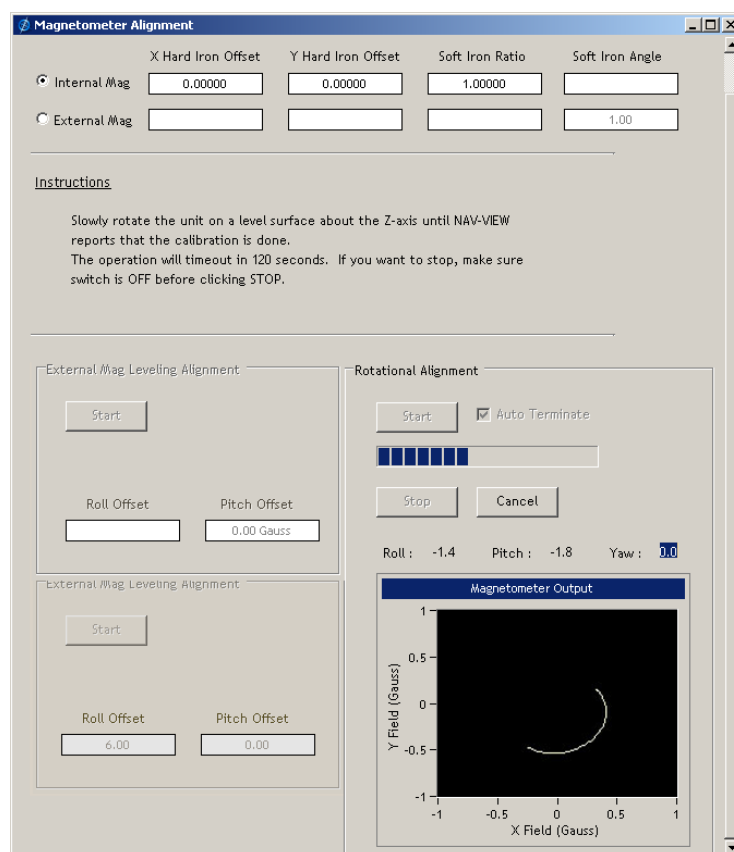 Magnetometer Alignment
X Hard Iron Offset Y Hard Iron Offset Soft Iron Ratio Soft Iron Angle
Internal Mag 0.00000 0.00000 1.00000
External Mag 1.00
Instructions
Slowly rotate the unit on a level surface about the Z-axis until NAV-VIEW
reports that the calibration is done.
The operation will timeout in 120 seconds. If you want to stop, make sure
switch is OFF before clicking STOP.
External Mag Leveling Alignment
Start
Roll Offset Pitch Offset
0.00 Gauss
External Mag Leveling Alignment
Start
Roll Offset Pitch Offset
6.00 0.00
Rotational Alignment
Start Auto Terminate
Stop Cancel
Roll : -1.4 Pitch : -1.8 Yaw : 0.0
Magnetometer Output
1
0.5
0
-0.5
-1
Y Field (Gauss)
-1 -0.5 0 0.5 1
X Field (Gauss)